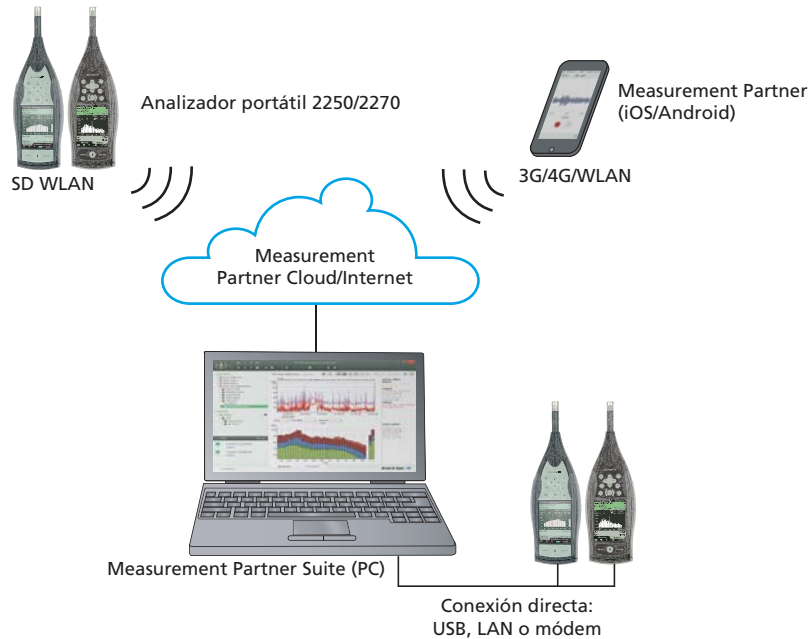 Analizador portátil 2250/2270
SD WLAN
Measurement Partner
(iOS/Android)
3G/4G/WLAN
Measurement
Partner Cloud/Internet
Measurement Partner Suite (PC)
Conexión directa:
USB, LAN o módem